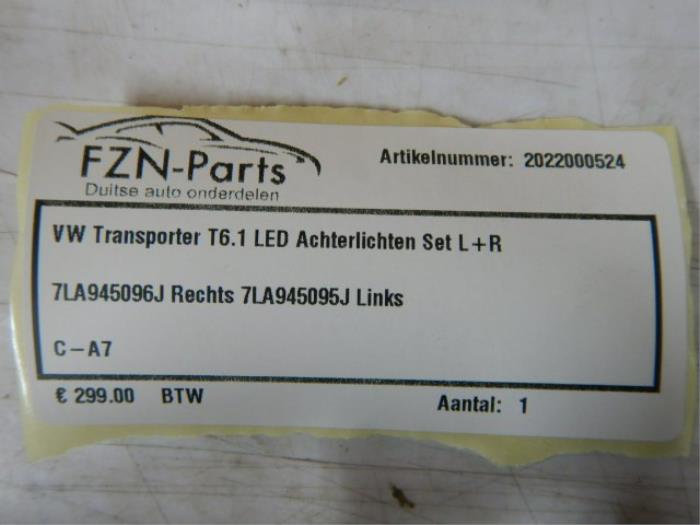 FZN-Parts
Duitse auto onderdelen
Artikelnummer: 2022000524
VW Transporter T6.1 LED Achterlichten Set L+R
7LA945096J Rechts 7LA945095J Links
C-A7
€ 299.00 BTW
Aantal: 1